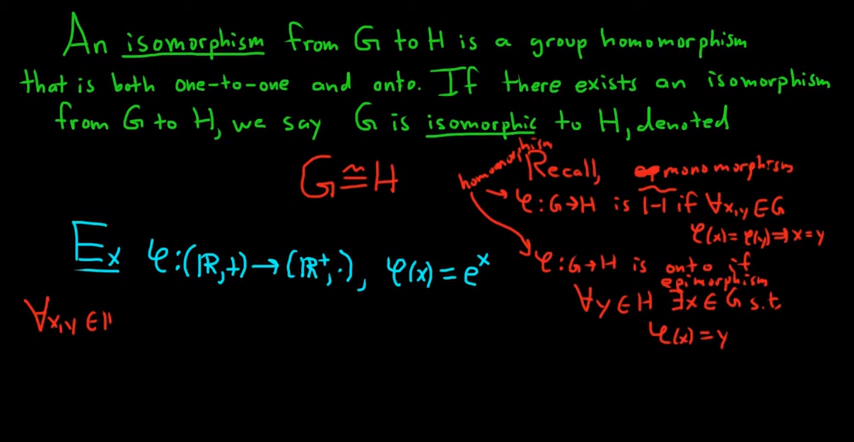 An isomorphism from G to H is a group homomorphism
that is both one-to-one and onto. If there exists an isomorphism
from G to H, we say G is isomorphic to H, denoted
G ≅ H
homomorphism
Recall, monomorphism
φ: G→H is 1-1 if ∀x,y ∈ G
φ(x) = φ(y) ⟹ x = y
Ex φ: (ℝ, +) → (ℝ⁺, ·), φ(x) = eˣ
φ: G→H is onto if
epimorphism
∀y ∈ H ∃x ∈ G s.t
φ(x) = y
∀x,y ∈